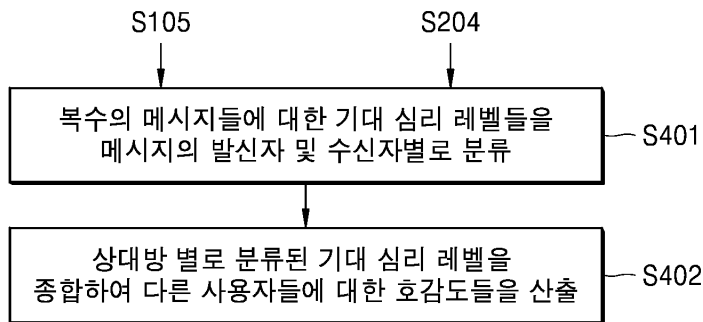 S105
S204
복수의 메시지들에 대한 기대 심리 레벨들을
메시지의 발신자 및 수신자별로 분류
S401
상대방 별로 분류된 기대 심리 레벨을
종합하여 다른 사용자들에 대한 호감도들을 산출
S402